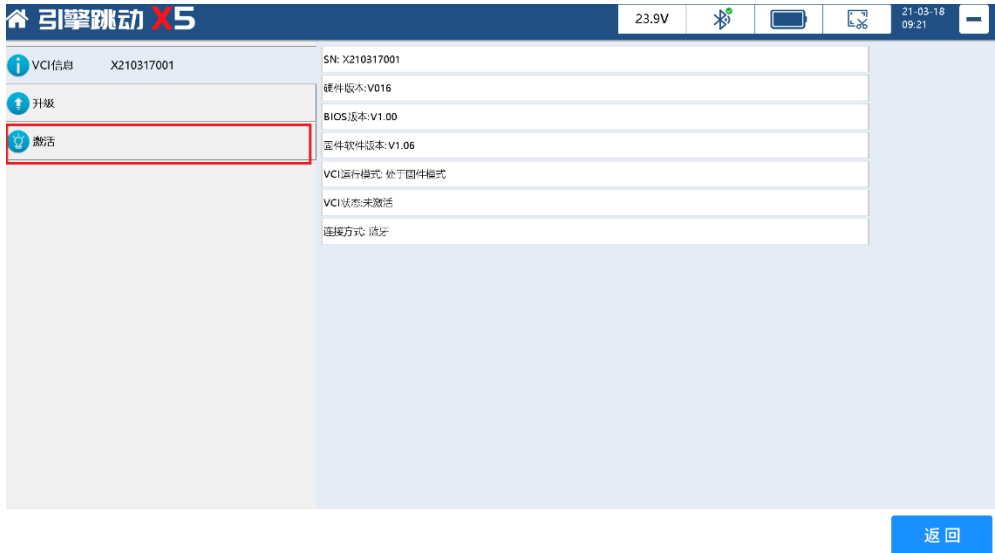 引擎跳动 X5
23.9V
21-03-18
09:21
VCI信息 X210317001
升级
激活
SN: X210317001
硬件版本:V016
BIOS版本:V1.00
固件软件版本:V1.06
VCI运行模式: 处于固件模式
VCI状态:未激活
连接方式: 蓝牙
返回